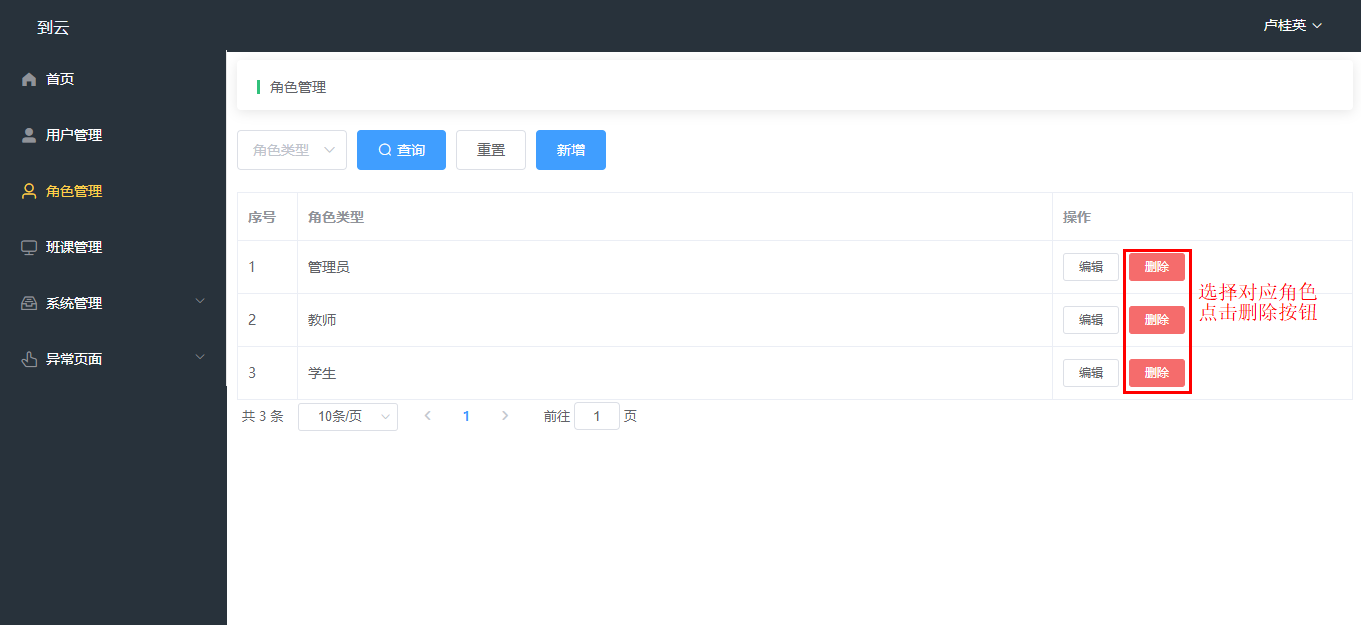 到云
卢桂英
首页
用户管理
角色管理
班课管理
系统管理
异常页面
角色管理
角色类型 查询 重置 新增
序号 角色类型 操作
1 管理员 编辑 删除
2 教师 编辑 删除
3 学生 编辑 删除
选择对应角色
点击删除按钮
共 3 条 10条/页 1 前往 1 页